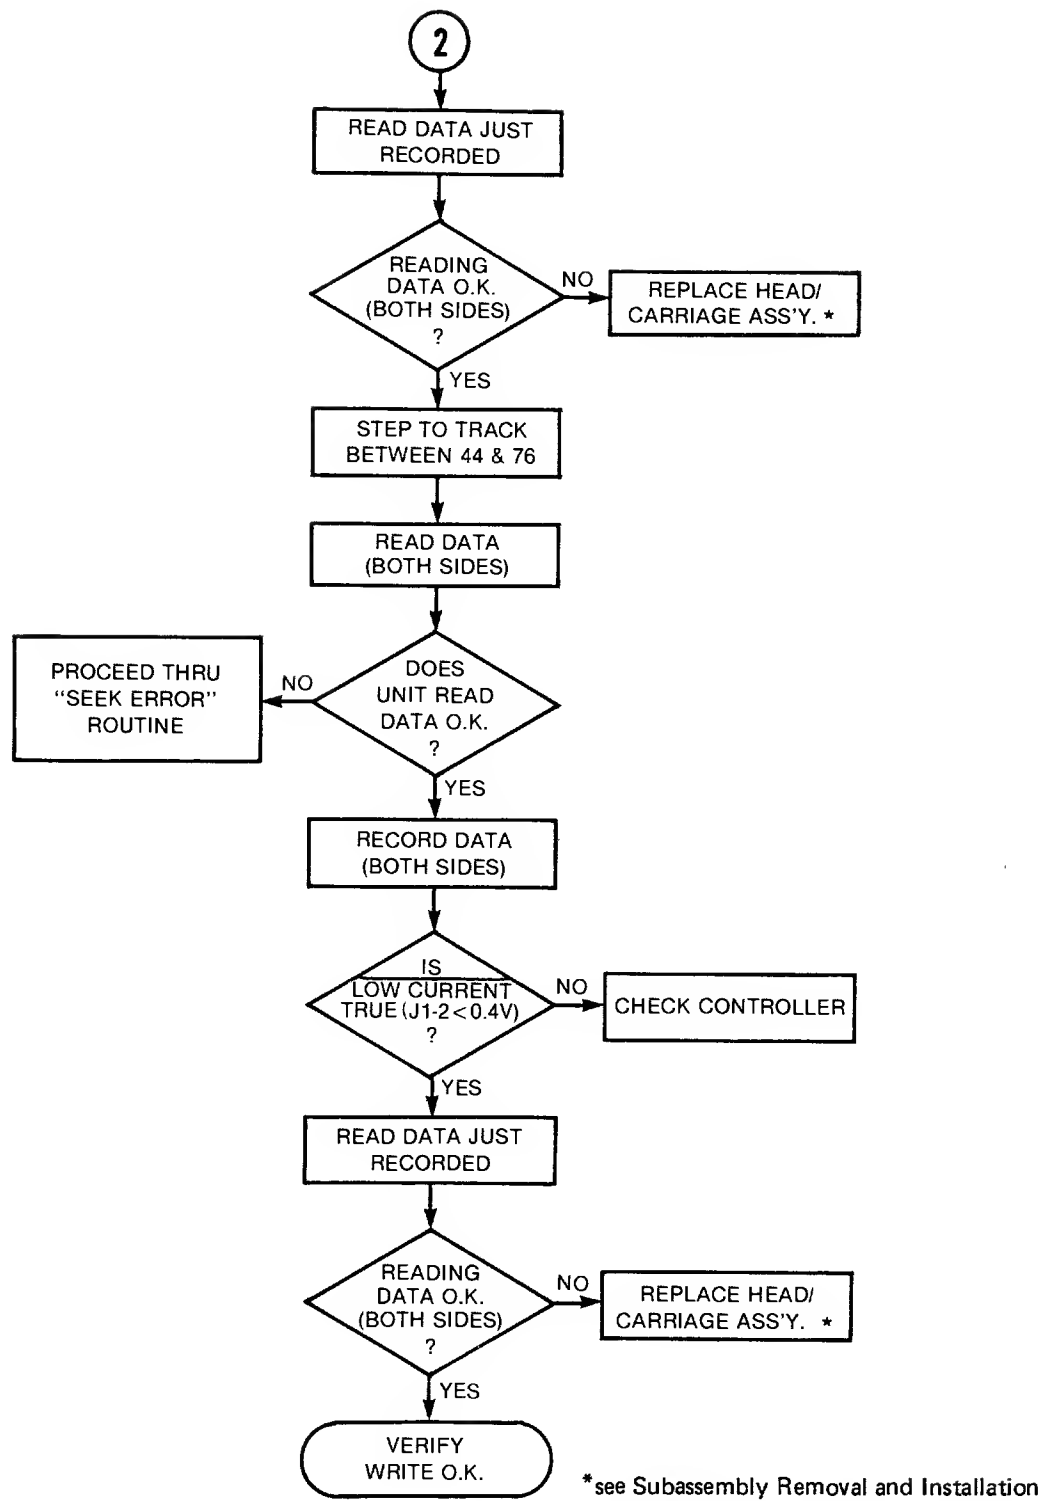 2
READ DATA JUST
RECORDED
READING
DATA O.K.
(BOTH SIDES)
?
NO
REPLACE HEAD/
CARRIAGE ASS'Y. *
YES
STEP TO TRACK
BETWEEN 44 & 76
READ DATA
(BOTH SIDES)
DOES
UNIT READ
DATA O.K.
?
NO
PROCEED THRU
"SEEK ERROR"
ROUTINE
YES
RECORD DATA
(BOTH SIDES)
IS
LOW CURRENT
TRUE (J1-2<0.4V)
?
NO
CHECK CONTROLLER
YES
READ DATA JUST
RECORDED
READING
DATA O.K.
(BOTH SIDES)
?
NO
REPLACE HEAD/
CARRIAGE ASS'Y. *
YES
VERIFY
WRITE O.K.
*see Subassembly Removal and Installation